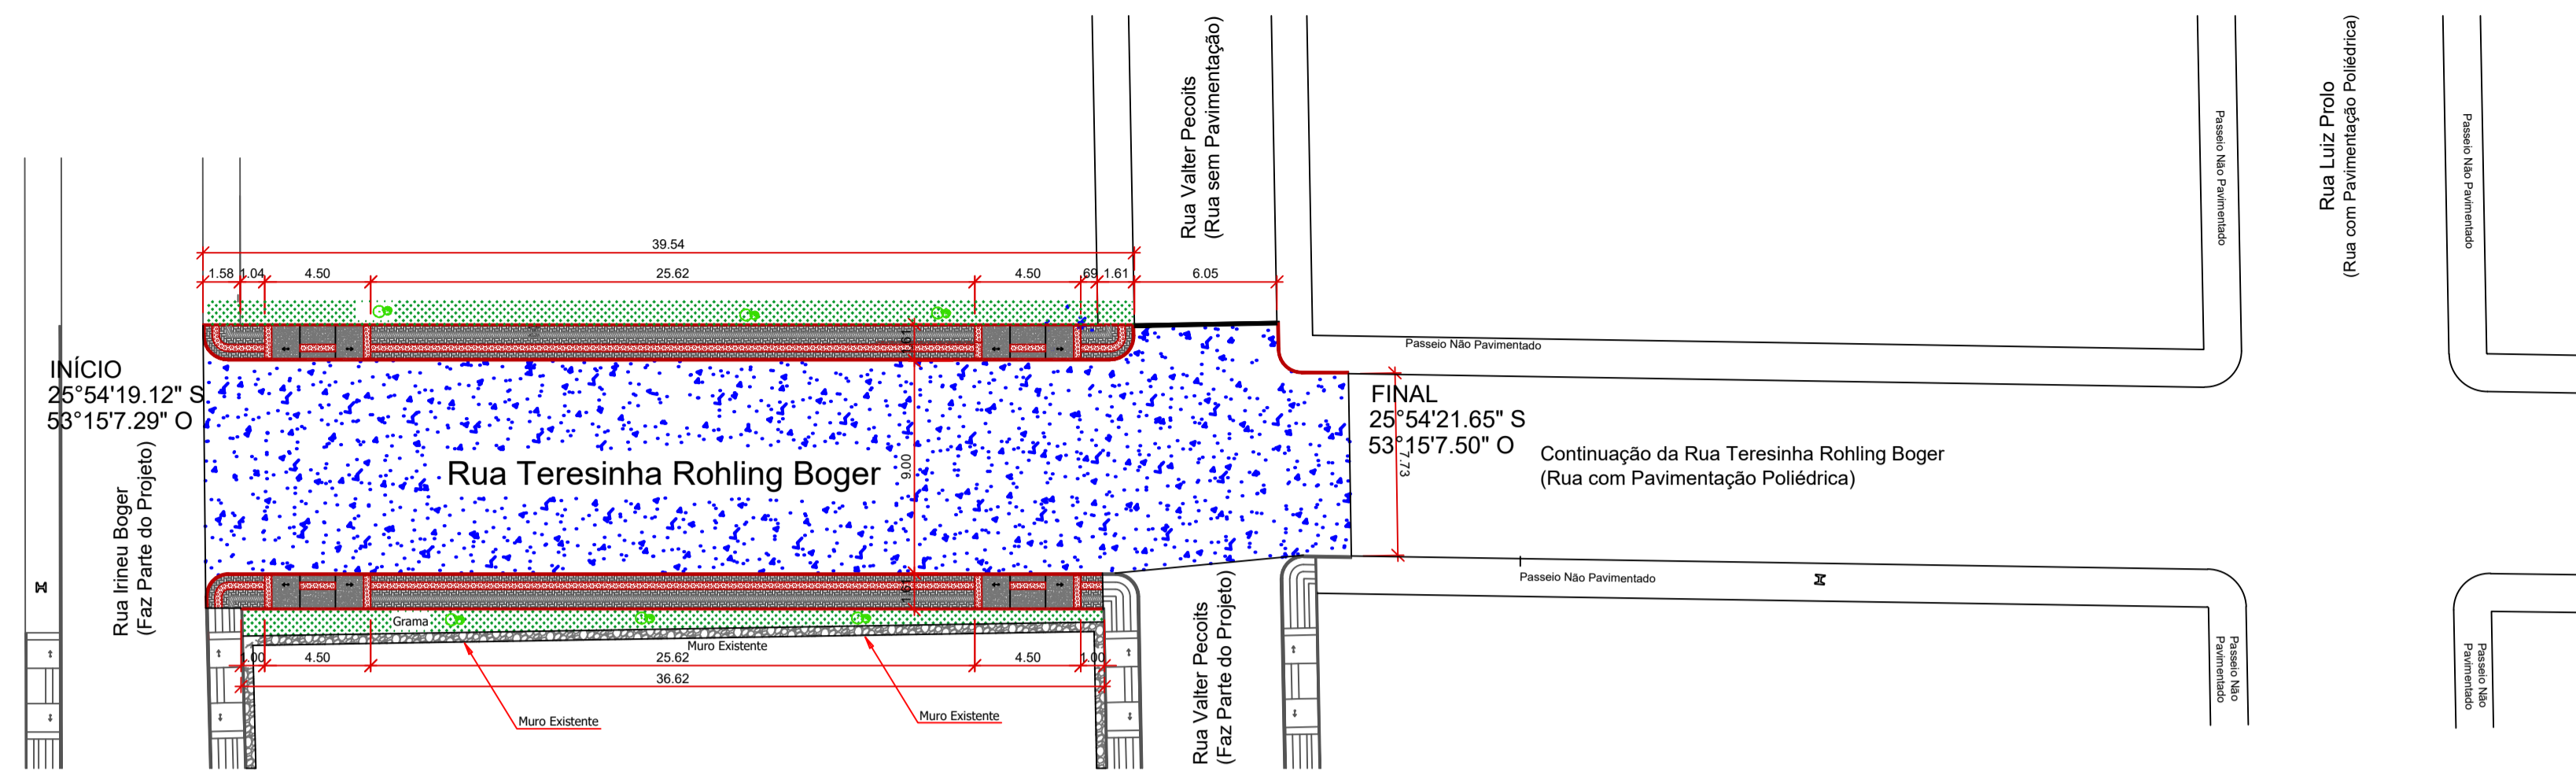 Rua Valter Pecoits
(Rua sem Pavimentação)
Rua Luiz Prolo
(Rua com Pavimentação Poliédrica)
Passeio Não Pavimentado
Passeio Não Pavimentado
39.54
1.58
1.04
4.50
25.62
4.50
.69
1.61
6.05
1.61
Passeio Não Pavimentado
INÍCIO
25°54'19.12" S
53°15'7.29" O
FINAL
25°54'21.65" S
53°15'7.50" O
7.73
Rua Teresinha Rohling Boger
9.00
Continuação da Rua Teresinha Rohling Boger
(Rua com Pavimentação Poliédrica)
Rua Irineu Boger
(Faz Parte do Projeto)
1.61
Passeio Não Pavimentado
Grama
Muro Existente
1.00
4.50
25.62
4.50
1.00
36.62
Muro Existente
Muro Existente
Rua Valter Pecoits
(Faz Parte do Projeto)
Passeio Não
Pavimentado
Passeio Não
Pavimentado